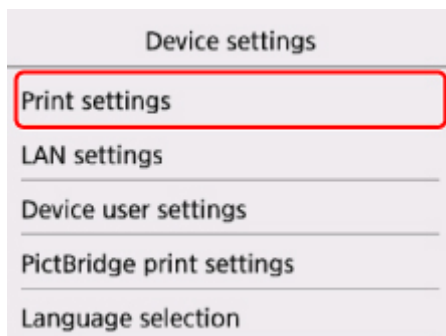 Device settings
Print settings
LAN settings
Device user settings
PictBridge print settings
Language selection